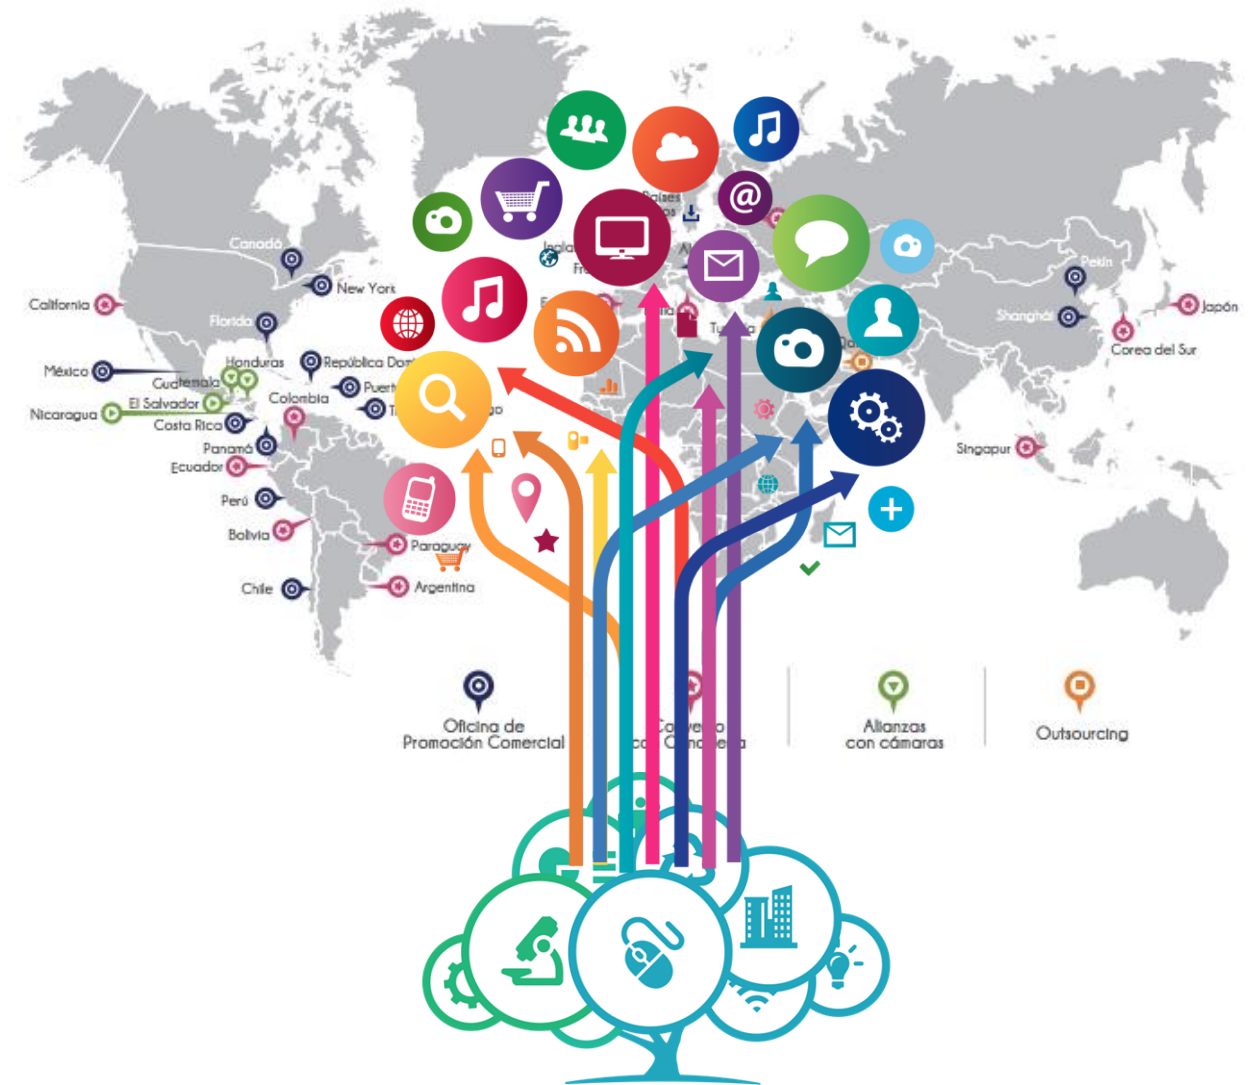 Canadá
New York
California
Florida
México
Honduras
Guatemala
El Salvador
Nicaragua
Costa Rica
Panamá
República
Colombia
Ecuador
Perú
Bolivia
Paraguay
Chile
Argentina
@
Pekín
Shanghái
Japón
Corea del Sur
Singapur
Oficina de
Promoción Comercial
Alianzas
con cámaras
Outsourcing